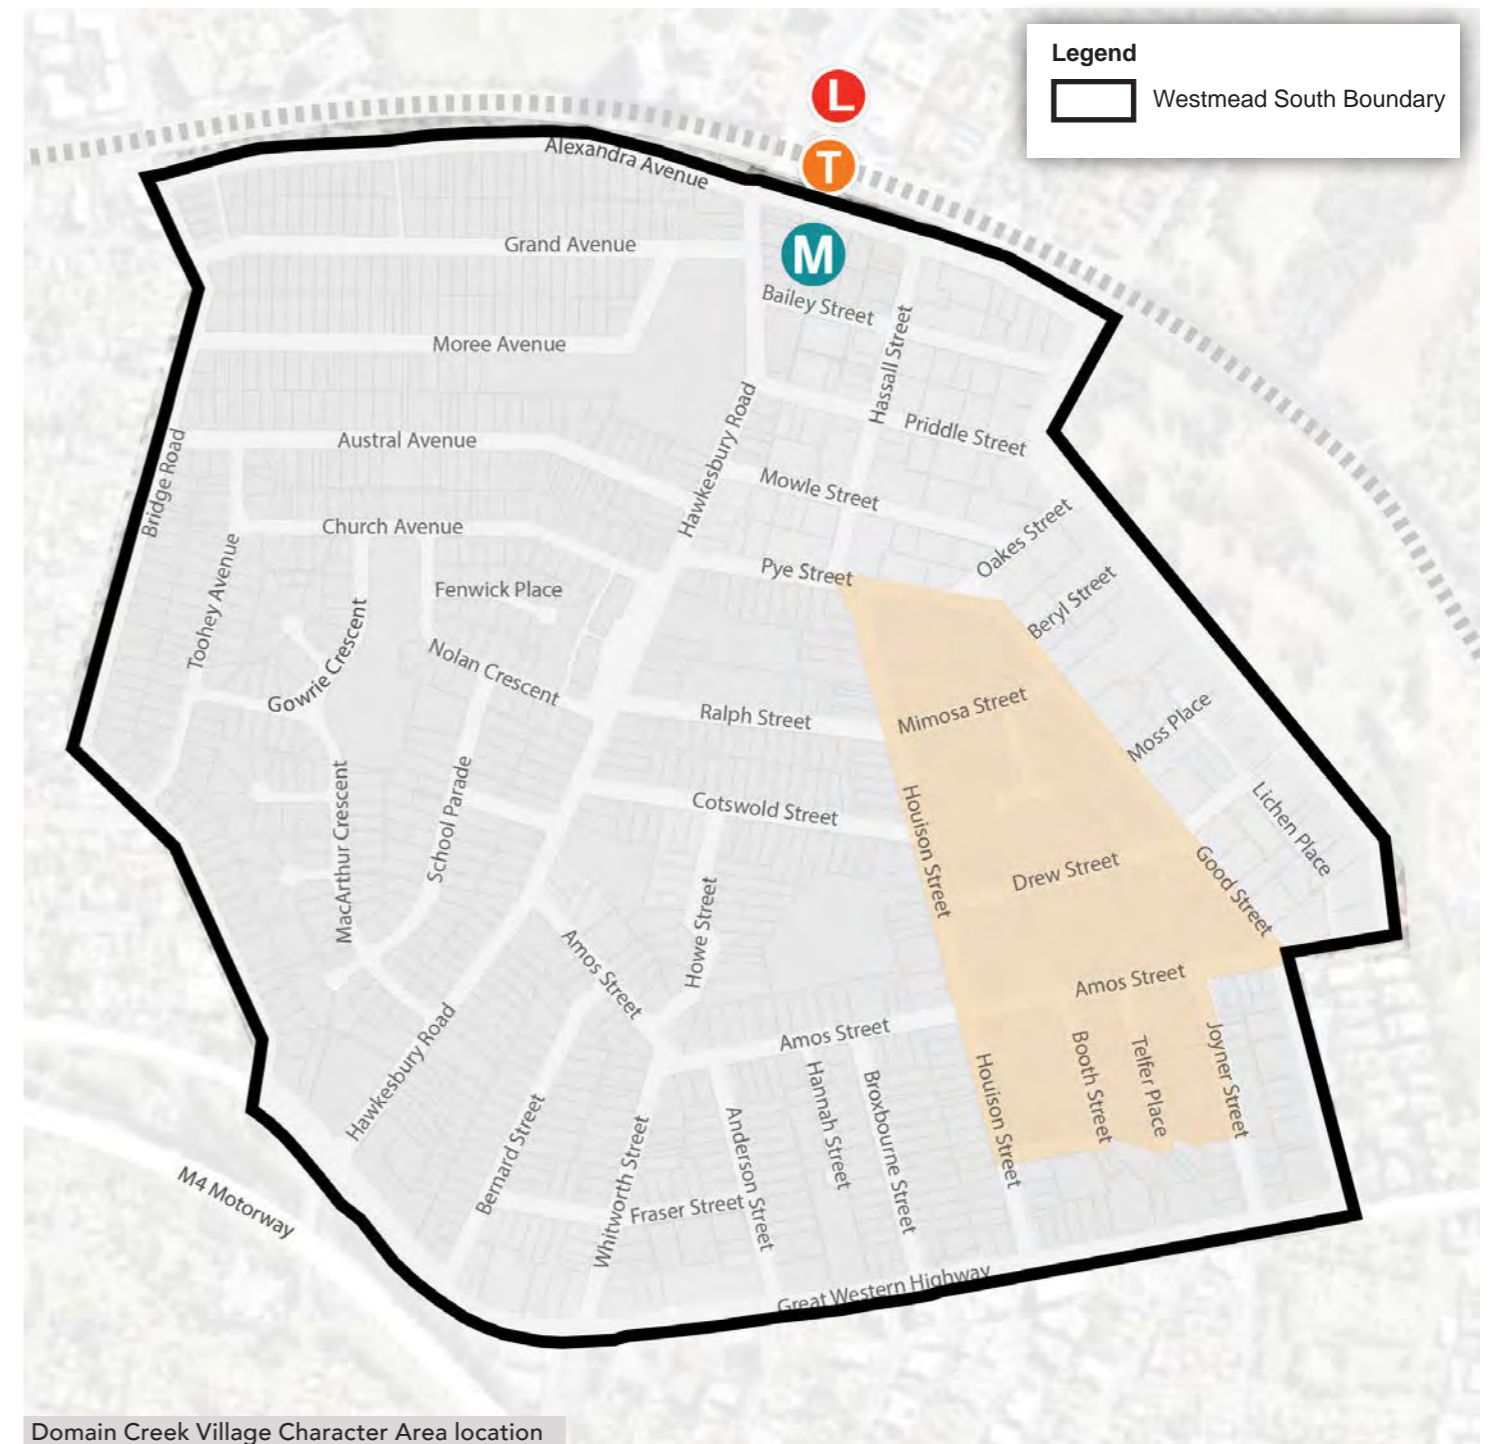 Legend
Westmead South Boundary
L
T
M
Alexandra Avenue
Grand Avenue
Bailey Street
Hassall Street
Moree Avenue
Hawkesbury Road
Priddle Street
Austral Avenue
Bridge Road
Mowle Street
Church Avenue
Oakes Street
Toohey Avenue
Pye Street
Fenwick Place
Beryl Street
Gowrie Crescent
Nolan Crescent
Ralph Street
Mimosa Street
Moss Place
MacArthur Crescent
School Parade
Cotswold Street
Houison Street
Lichen Place
Drew Street
Good Street
Howe Street
Amos Street
Amos Street
Amos Street
Hawkesbury Road
Bernard Street
Whitworth Street
Anderson Street
Hannah Street
Broxbourne Street
Houison Street
Booth Street
Telfer Place
Joyner Street
M4 Motorway
Fraser Street
Great Western Highway
Domain Creek Village Character Area location